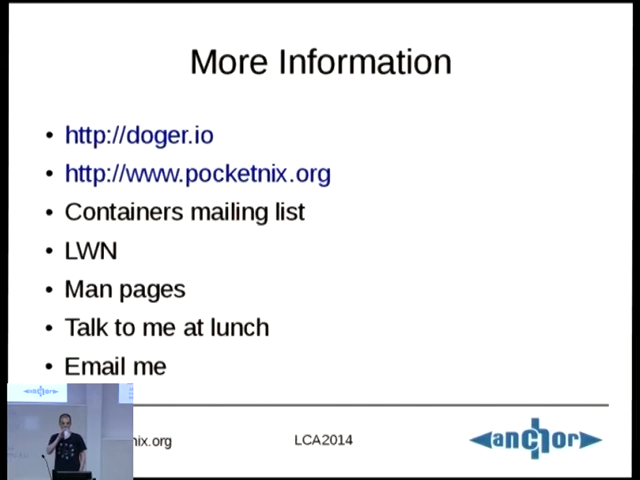 More Information
http://doger.io
http://www.pocketnix.org
Containers mailing list
LWN
Man pages
Talk to me at lunch
Email me
nix.org
LCA2014
anchor